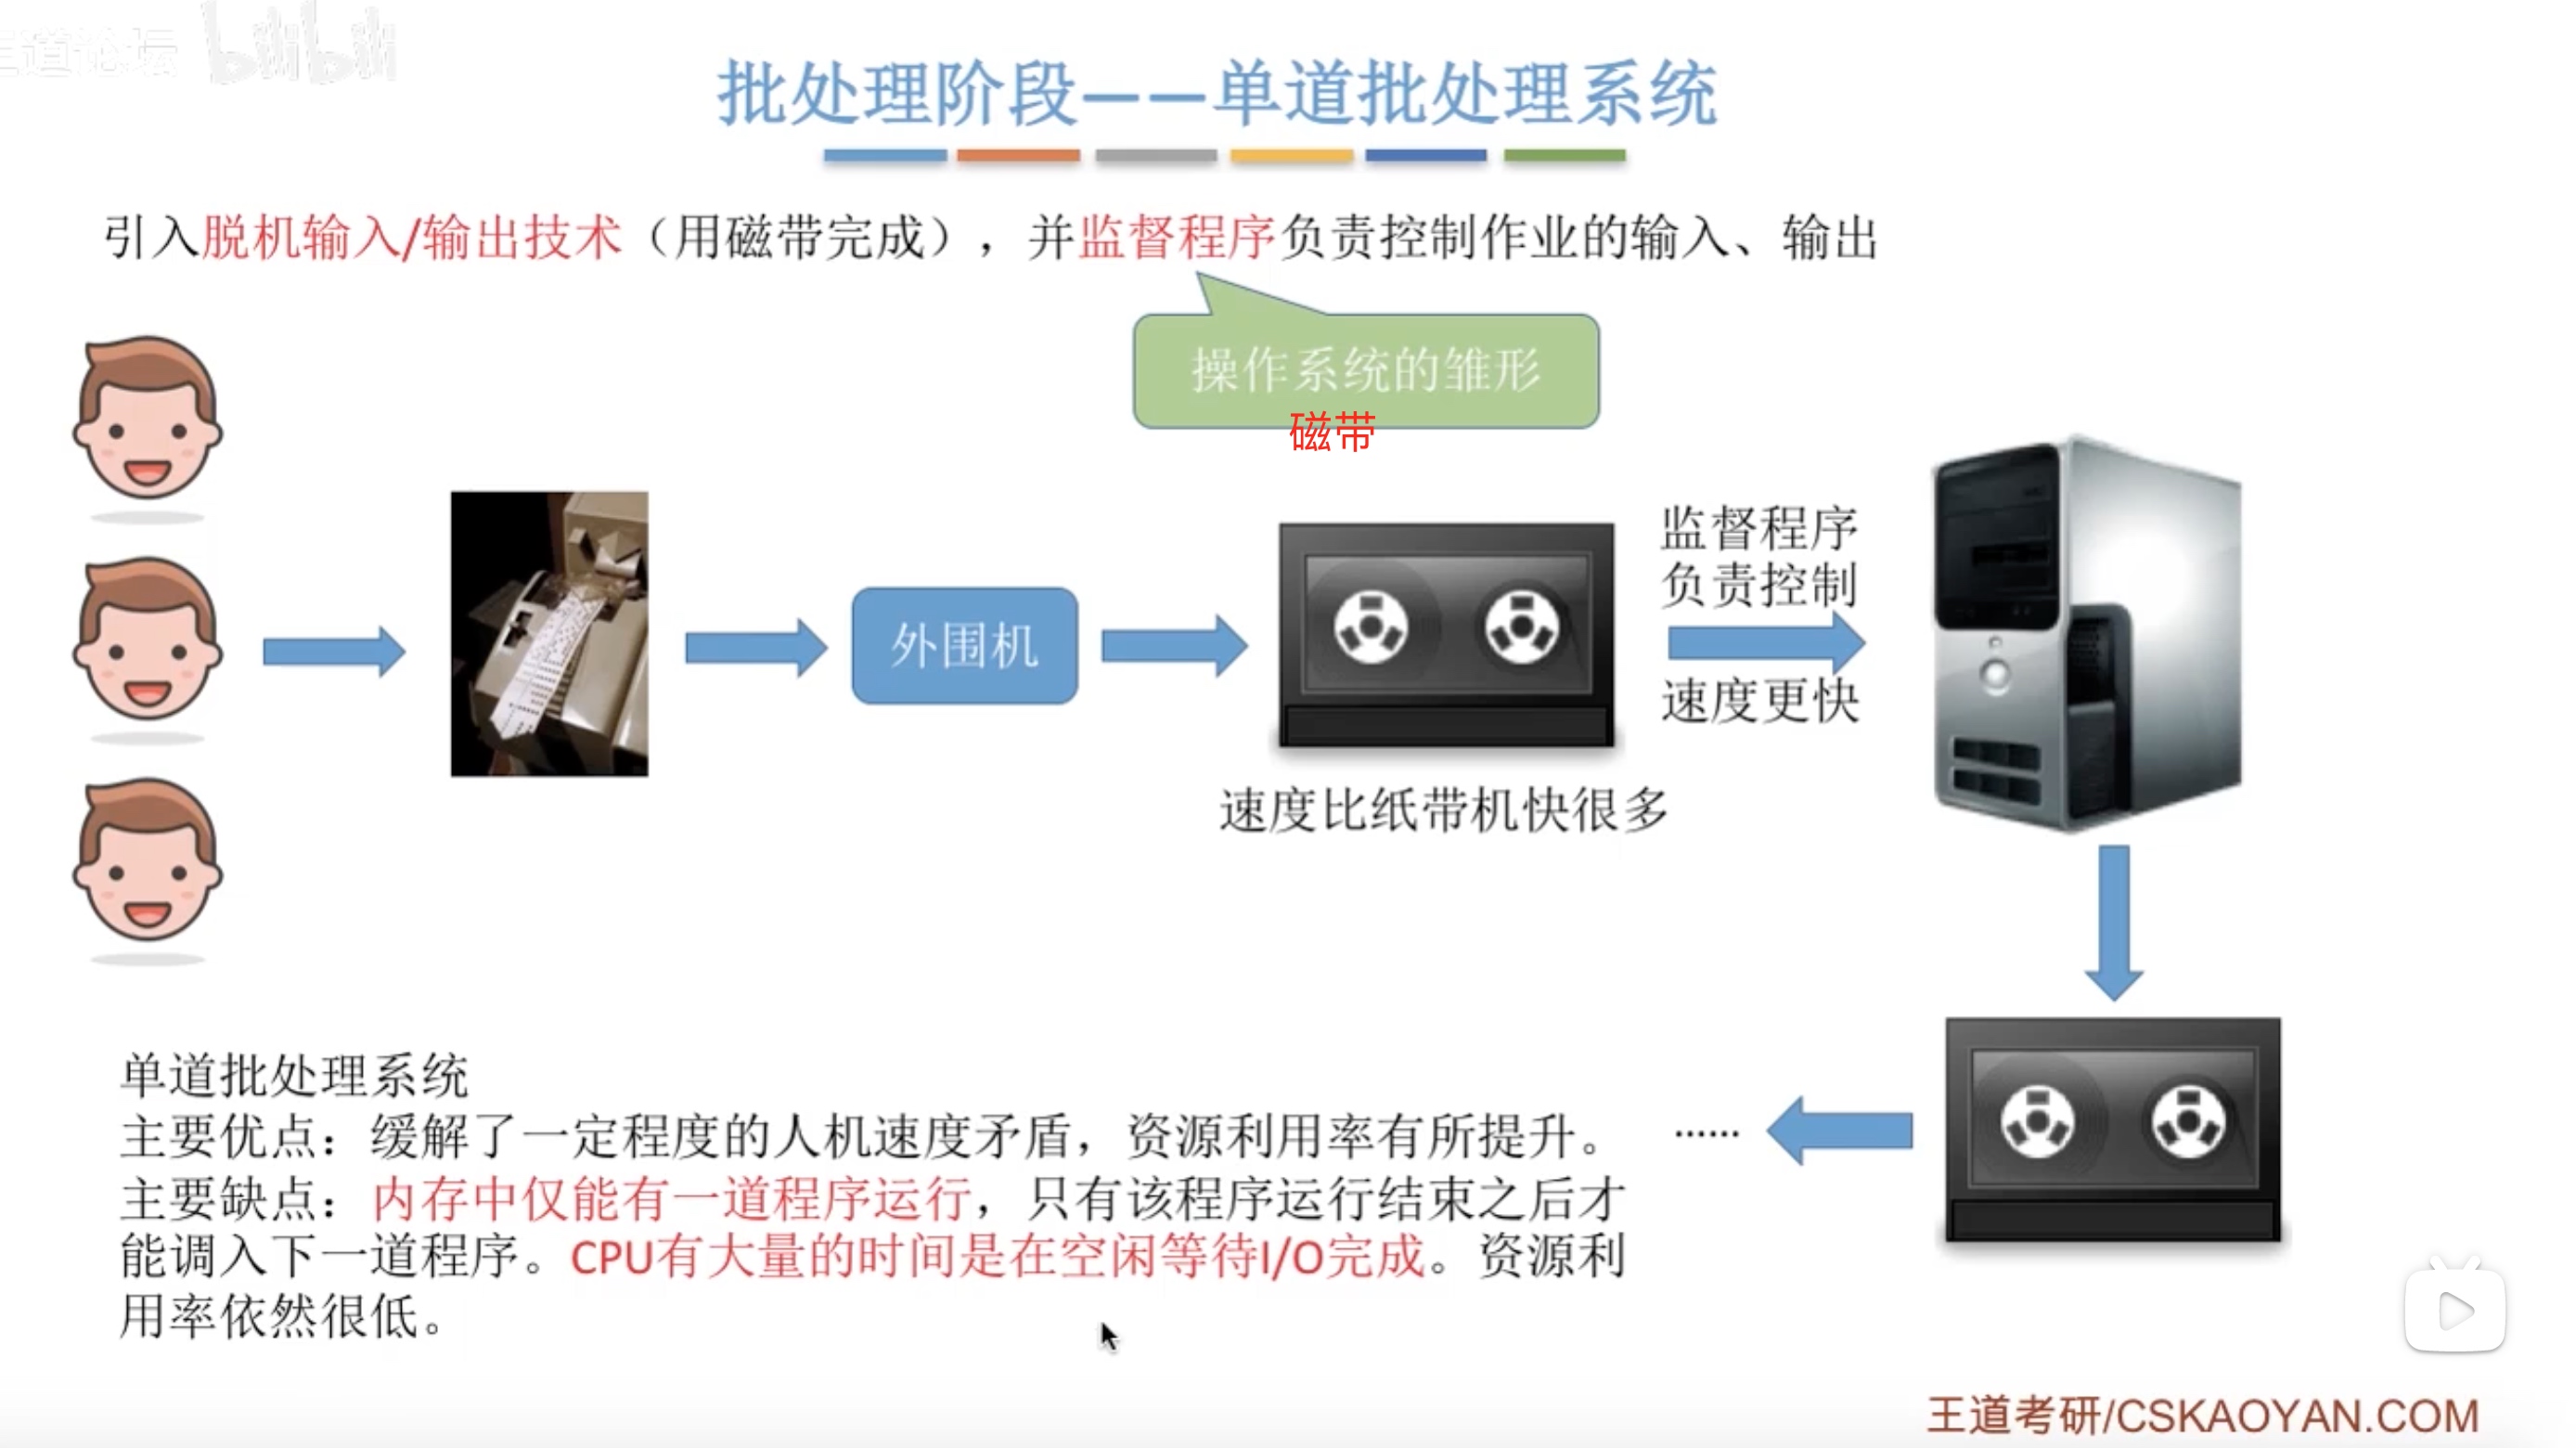 王道论坛 bilibili
批处理阶段——单道批处理系统
引入脱机输入/输出技术（用磁带完成），并监督程序负责控制作业的输入、输出
操作系统的雏形
磁带
监督程序
负责控制
外围机
速度更快
速度比纸带机快很多
单道批处理系统
主要优点：缓解了一定程度的人机速度矛盾，资源利用率有所提升。
······
主要缺点：内存中仅能有一道程序运行，只有该程序运行结束之后才
能调入下一道程序。CPU有大量的时间是在空闲等待I/O完成。资源利
用率依然很低。
王道考研/CSKAOYAN.COM